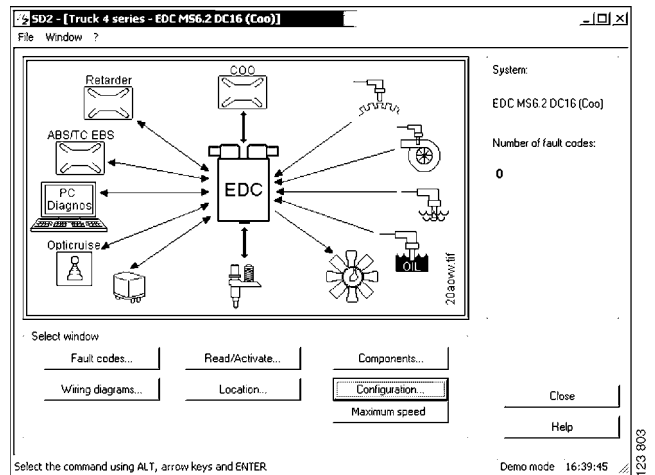 SD2 - [Truck 4 series - EDC MS6.2 DC16 (Coo)]
File Window ?
Retarder
COO
ABS/TC EBS
PC
Diagnos
EDC
Opticruise
OIL
20aovw.tif
System:
EDC MS6.2 DC16 (Coo)
Number of fault codes:
0
Select window
Fault codes...
Read/Activate...
Components...
Wiring diagrams...
Location...
Configuration...
Maximum speed
Close
Help
Select the command using ALT, arrow keys and ENTER
Demo mode 16:39:45
123 803